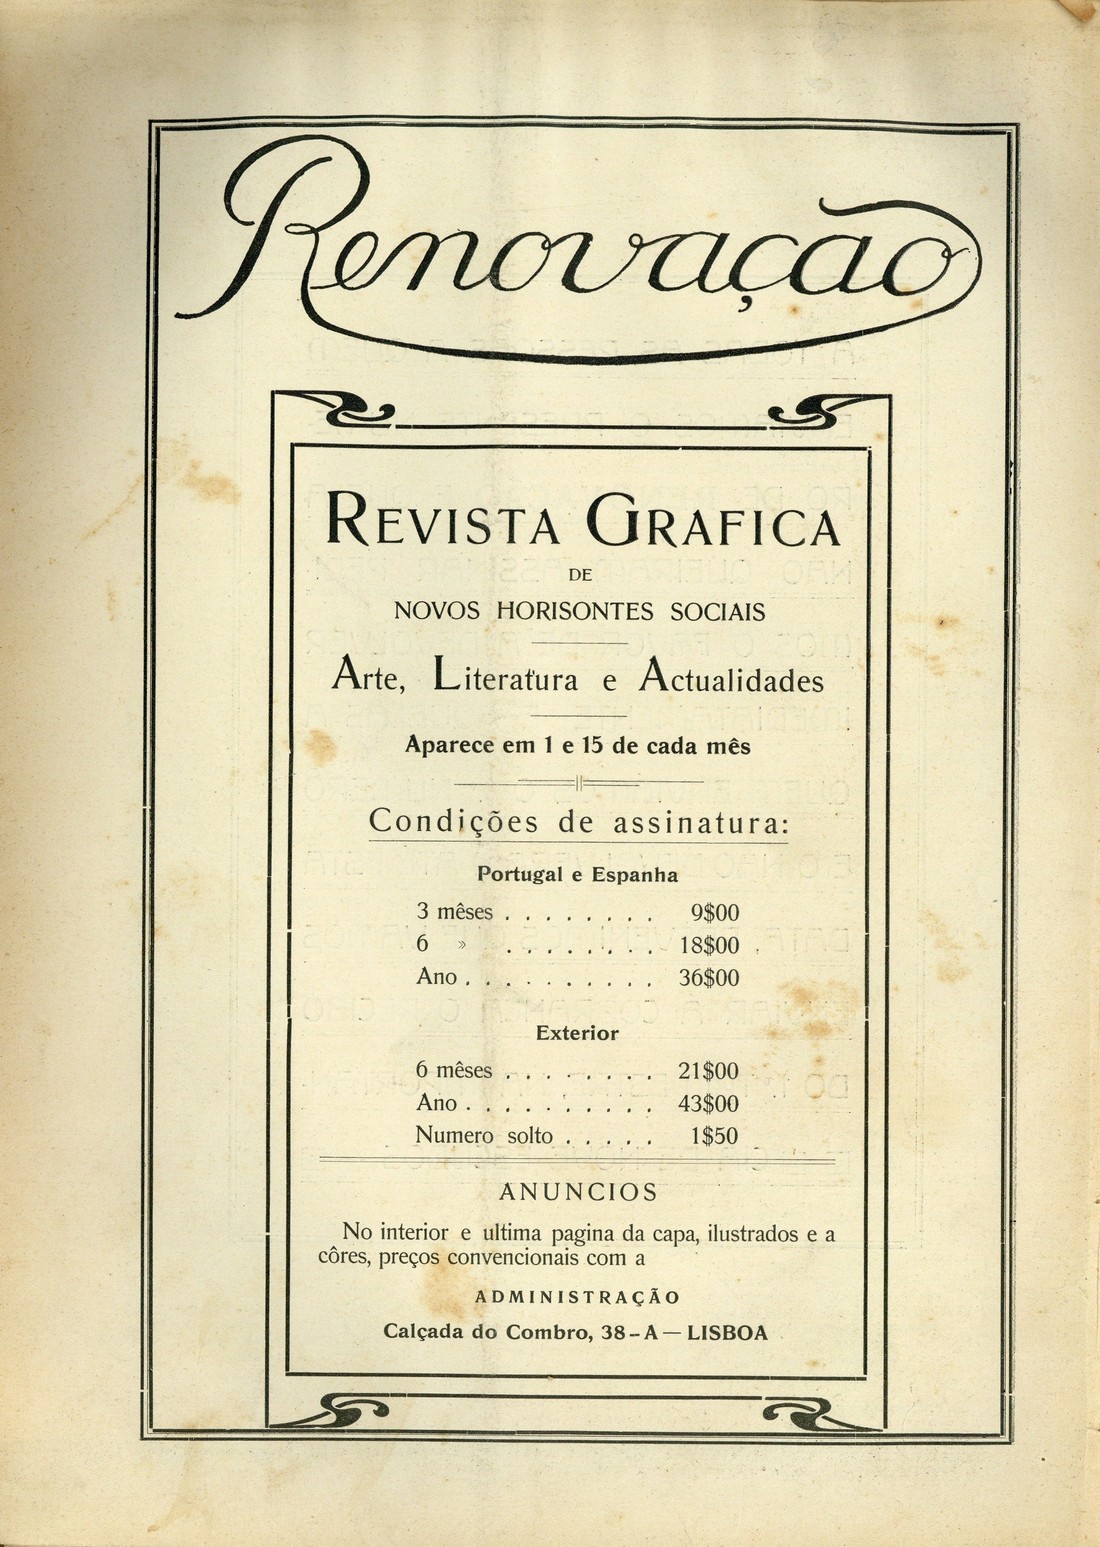 Renovação
REVISTA GRAFICA
DE
NOVOS HORISONTES SOCIAIS
Arte, Literatura e Actualidades
Aparece em 1 e 15 de cada mês
Condições de assinatura:
Portugal e Espanha
3 mêses . . . . . . . . 9$00
6 » . . . . . . . . 18$00
Ano . . . . . . . . . . 36$00
Exterior
6 mêses . . . . . . . . 21$00
Ano . . . . . . . . . . 43$00
Numero solto . . . . . 1$50
ANUNCIOS
No interior e ultima pagina da capa, ilustrados e a
côres, preços convencionais com a
ADMINISTRAÇÃO
Calçada do Combro, 38-A — LISBOA